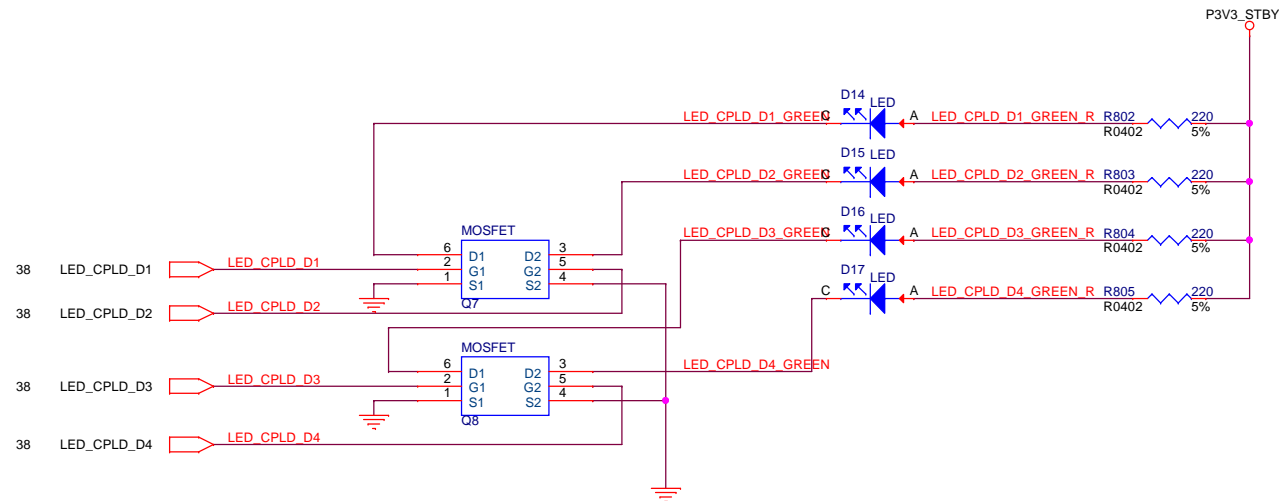 P3V3_STBY
D14
LED
LED_CPLD_D1_GREEN
C
A
LED_CPLD_D1_GREEN_R
R802
220
R0402
5%
D15
LED
LED_CPLD_D2_GREEN
C
A
LED_CPLD_D2_GREEN_R
R803
220
R0402
5%
D16
LED
LED_CPLD_D3_GREEN
C
A
LED_CPLD_D3_GREEN_R
R804
220
R0402
5%
D17
LED
C
A
LED_CPLD_D4_GREEN_R
R805
220
R0402
5%
MOSFET
6
D1
D2
3
2
G1
G2
5
1
S1
S2
4
Q7
38
LED_CPLD_D1
LED_CPLD_D1
38
LED_CPLD_D2
LED_CPLD_D2
MOSFET
6
D1
D2
3
LED_CPLD_D4_GREEN
2
G1
G2
5
1
S1
S2
4
Q8
38
LED_CPLD_D3
LED_CPLD_D3
38
LED_CPLD_D4
LED_CPLD_D4